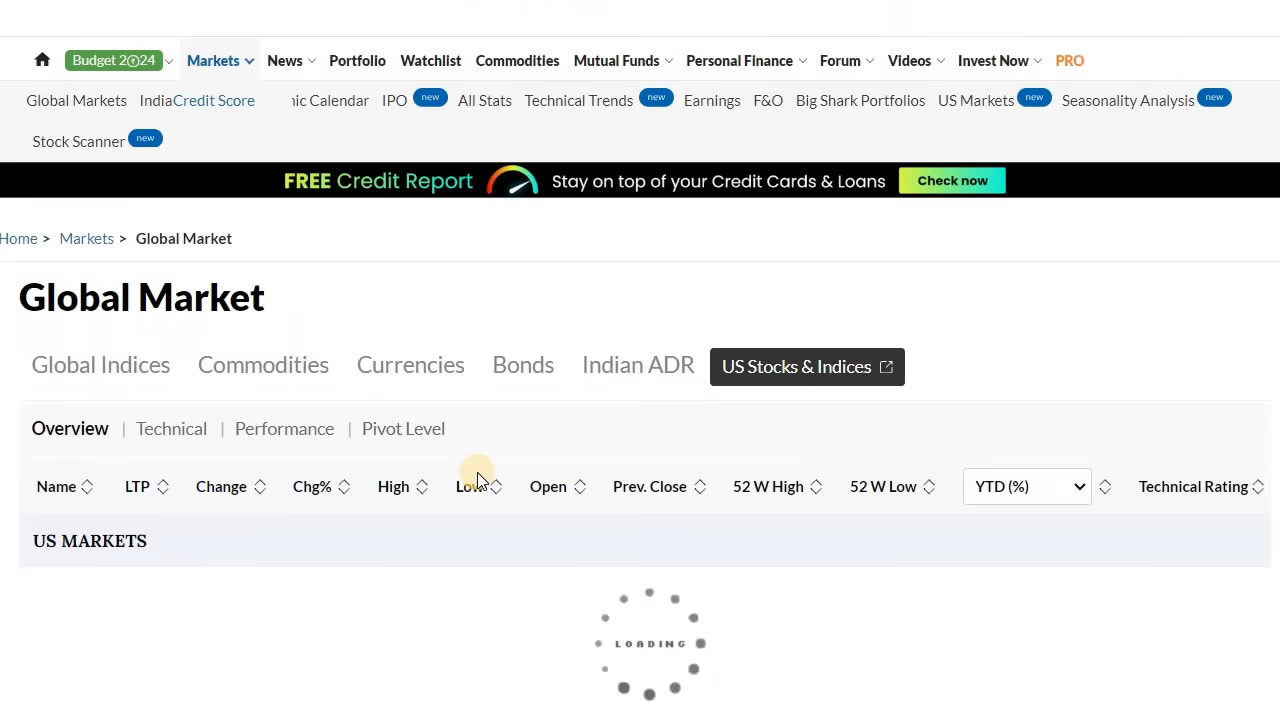 Budget 2024 Markets News Portfolio Watchlist Commodities Mutual Funds Personal Finance Forum Videos Invest Now PRO
Global Markets IndiaCredit Score ic Calendar IPO new All Stats Technical Trends new Earnings F&O Big Shark Portfolios US Markets new Seasonality Analysis new
Stock Scanner new
FREE Credit Report Stay on top of your Credit Cards & Loans Check now
Home > Markets > Global Market
Global Market
Global Indices Commodities Currencies Bonds Indian ADR US Stocks & Indices
Overview | Technical | Performance | Pivot Level
Name LTP Change Chg% High Low Open Prev. Close 52 W High 52 W Low YTD (%) Technical Rating
US MARKETS
LOADING